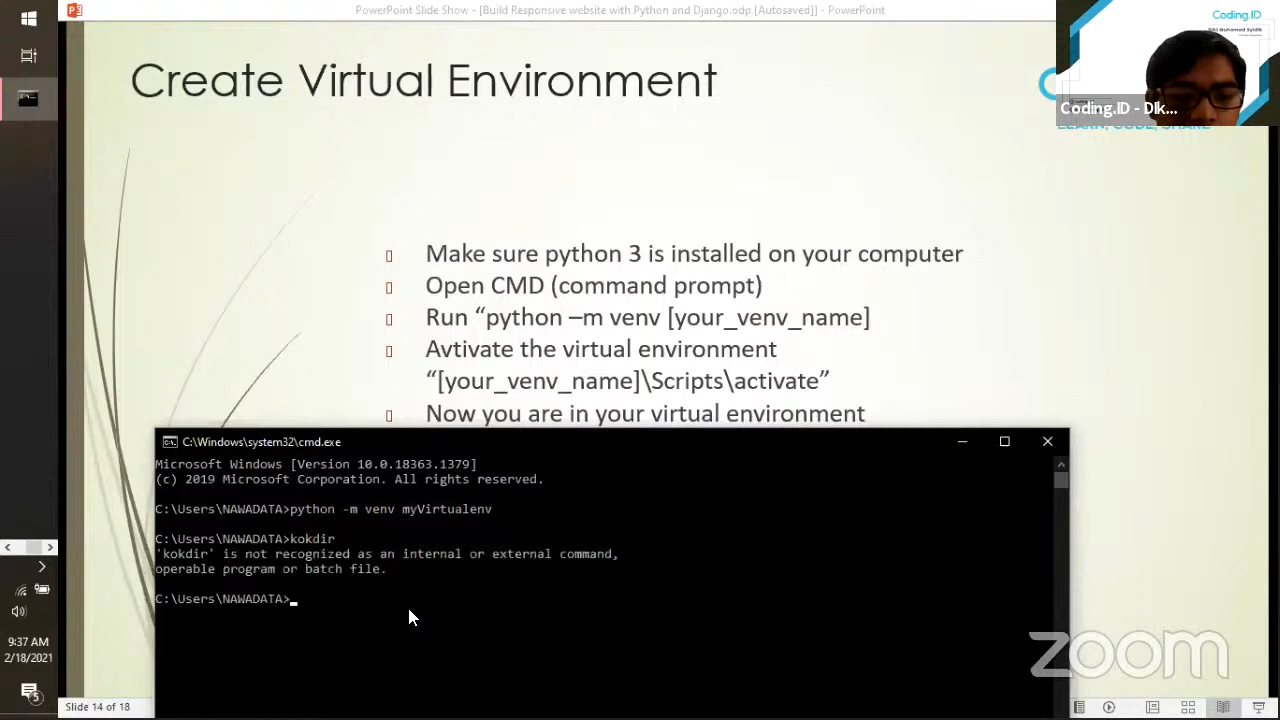 PowerPoint Slide Show - [Build Responsive website with Python and Django.odp [Autosaved]] - PowerPoint
Coding.ID
Create Virtual Environment
Coding.ID - Dik...
LEARN, CODE, SHARE
Make sure python 3 is installed on your computer
Open CMD (command prompt)
Run “python –m venv [your_venv_name]
Avtivate the virtual environment
“[your_venv_name]\Scripts\activate”
Now you are in your virtual environment
C:\Windows\system32\cmd.exe
Microsoft Windows [Version 10.0.18363.1379]
(c) 2019 Microsoft Corporation. All rights reserved.
C:\Users\NAWADATA>python -m venv myVirtualenv
C:\Users\NAWADATA>kokdir
'kokdir' is not recognized as an internal or external command,
operable program or batch file.
C:\Users\NAWADATA>
9:37 AM
2/18/2021
5
zoom
Slide 14 of 18